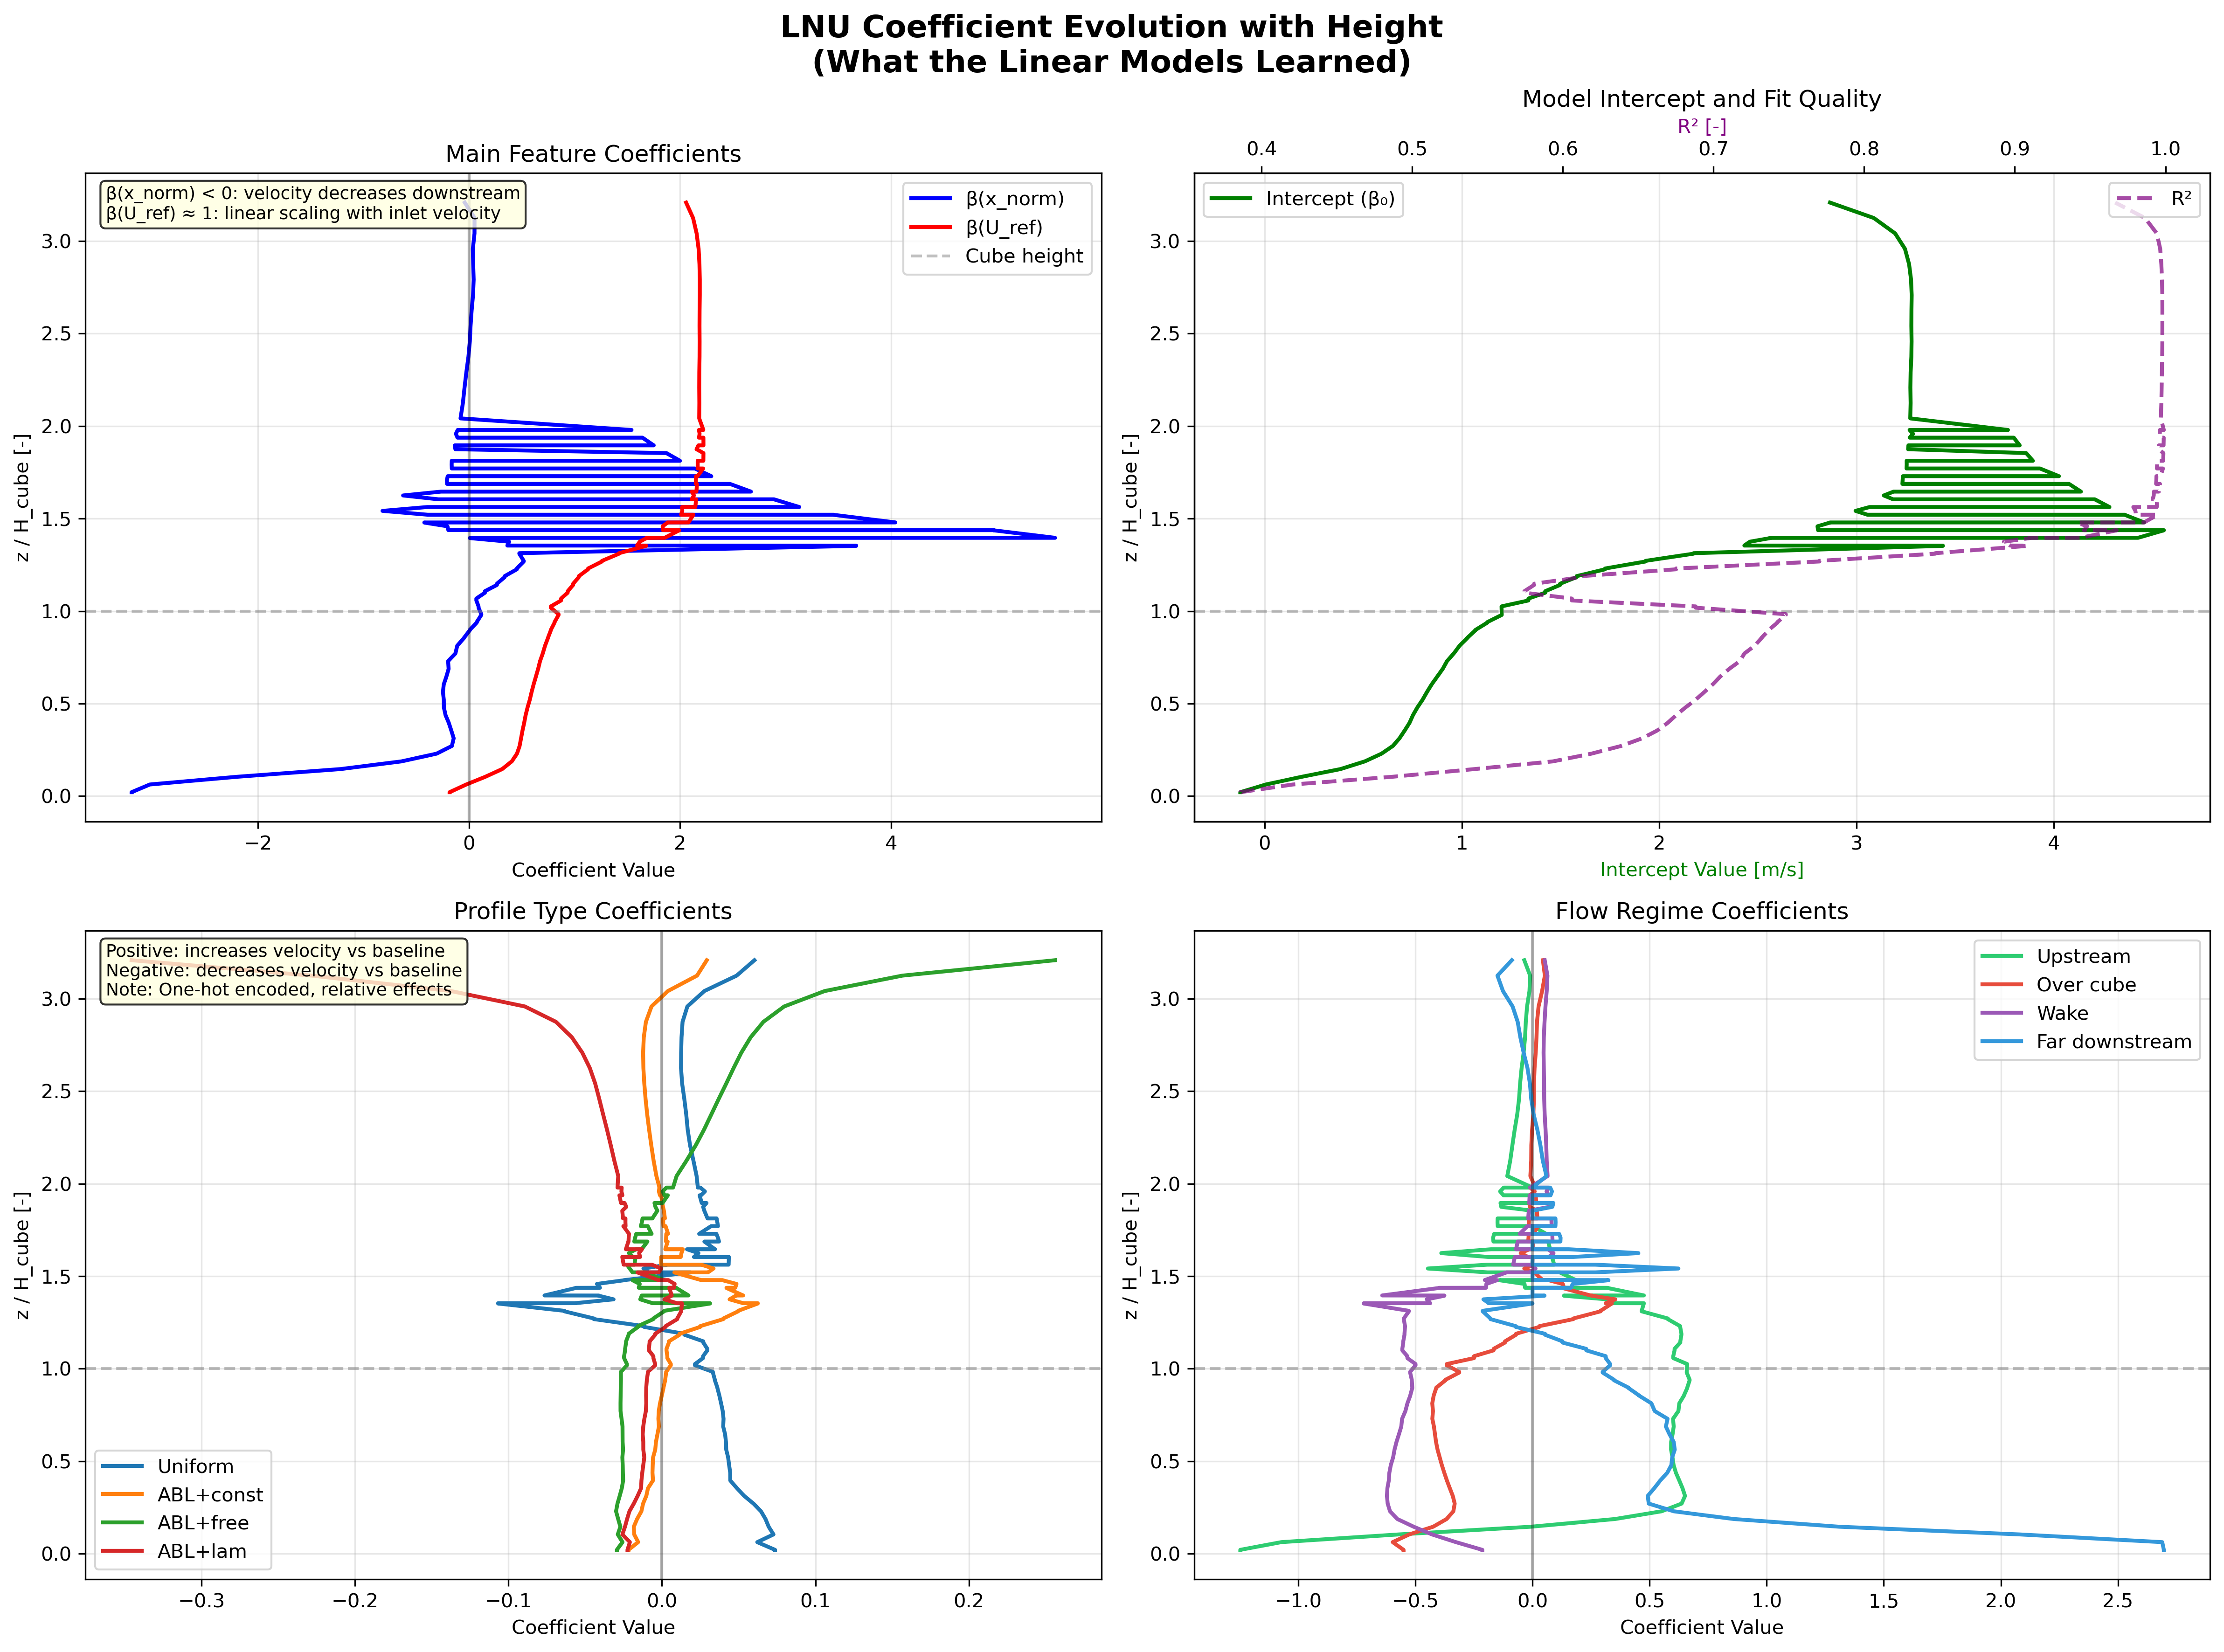 LNU Coefficient Evolution with Height
(What the Linear Models Learned)
Main Feature Coefficients
β(x_norm) < 0: velocity decreases downstream
β(U_ref) ≈ 1: linear scaling with inlet velocity
β(x_norm)
β(U_ref)
Cube height
z / H_cube [-]
3.0
2.5
2.0
1.5
1.0
0.5
0.0
−2 0 2 4
Coefficient Value
Model Intercept and Fit Quality
R² [-]
0.4 0.5 0.6 0.7 0.8 0.9 1.0
Intercept (β₀)
R²
z / H_cube [-]
3.0
2.5
2.0
1.5
1.0
0.5
0.0
0 1 2 3 4
Intercept Value [m/s]
Profile Type Coefficients
Positive: increases velocity vs baseline
Negative: decreases velocity vs baseline
Note: One-hot encoded, relative effects
z / H_cube [-]
3.0
2.5
2.0
1.5
1.0
0.5
0.0
Uniform
ABL+const
ABL+free
ABL+lam
−0.3 −0.2 −0.1 0.0 0.1 0.2
Coefficient Value
Flow Regime Coefficients
Upstream
Over cube
Wake
Far downstream
z / H_cube [-]
3.0
2.5
2.0
1.5
1.0
0.5
0.0
−1.0 −0.5 0.0 0.5 1.0 1.5 2.0 2.5
Coefficient Value